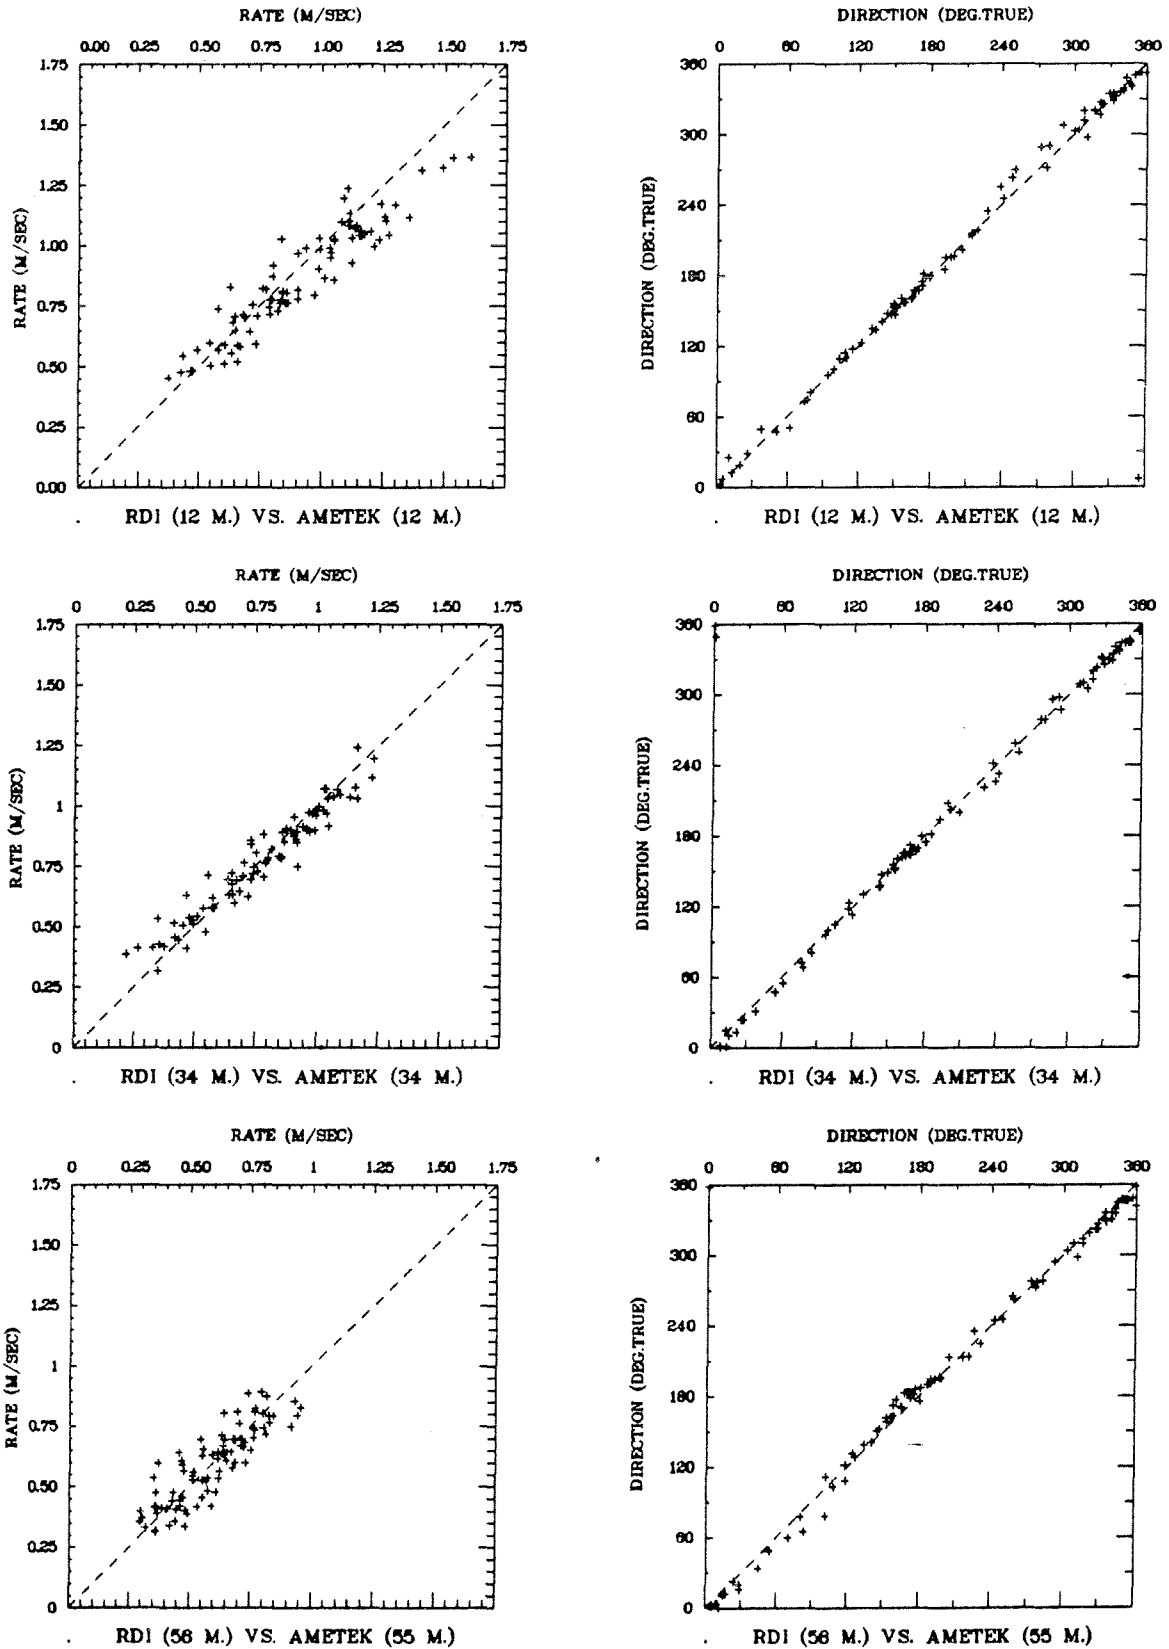 RATE (M/SEC)
0.00 0.25 0.50 0.75 1.00 1.25 1.50 1.75
1.75
1.50
1.25
1.00
0.75
0.50
0.25
0.00
RATE (M/SEC)
RDI (12 M.) VS. AMETEK (12 M.)
DIRECTION (DEG.TRUE)
0 60 120 180 240 300 360
360
300
240
180
120
60
0
DIRECTION (DEG.TRUE)
RDI (12 M.) VS. AMETEK (12 M.)
RATE (M/SEC)
0 0.25 0.50 0.75 1 1.25 1.50 1.75
1.75
1.50
1.25
1
0.75
0.50
0.25
0
RATE (M/SEC)
RDI (34 M.) VS. AMETEK (34 M.)
DIRECTION (DEG.TRUE)
0 60 120 180 240 300 360
360
300
240
180
120
60
0
DIRECTION (DEG.TRUE)
RDI (34 M.) VS. AMETEK (34 M.)
RATE (M/SEC)
0 0.25 0.50 0.75 1 1.25 1.50 1.75
1.75
1.50
1.25
1
0.75
0.50
0.25
0
RATE (M/SEC)
RDI (56 M.) VS. AMETEK (55 M.)
DIRECTION (DEG.TRUE)
0 60 120 180 240 300 360
360
300
240
180
120
60
0
DIRECTION (DEG.TRUE)
RDI (56 M.) VS. AMETEK (55 M.)